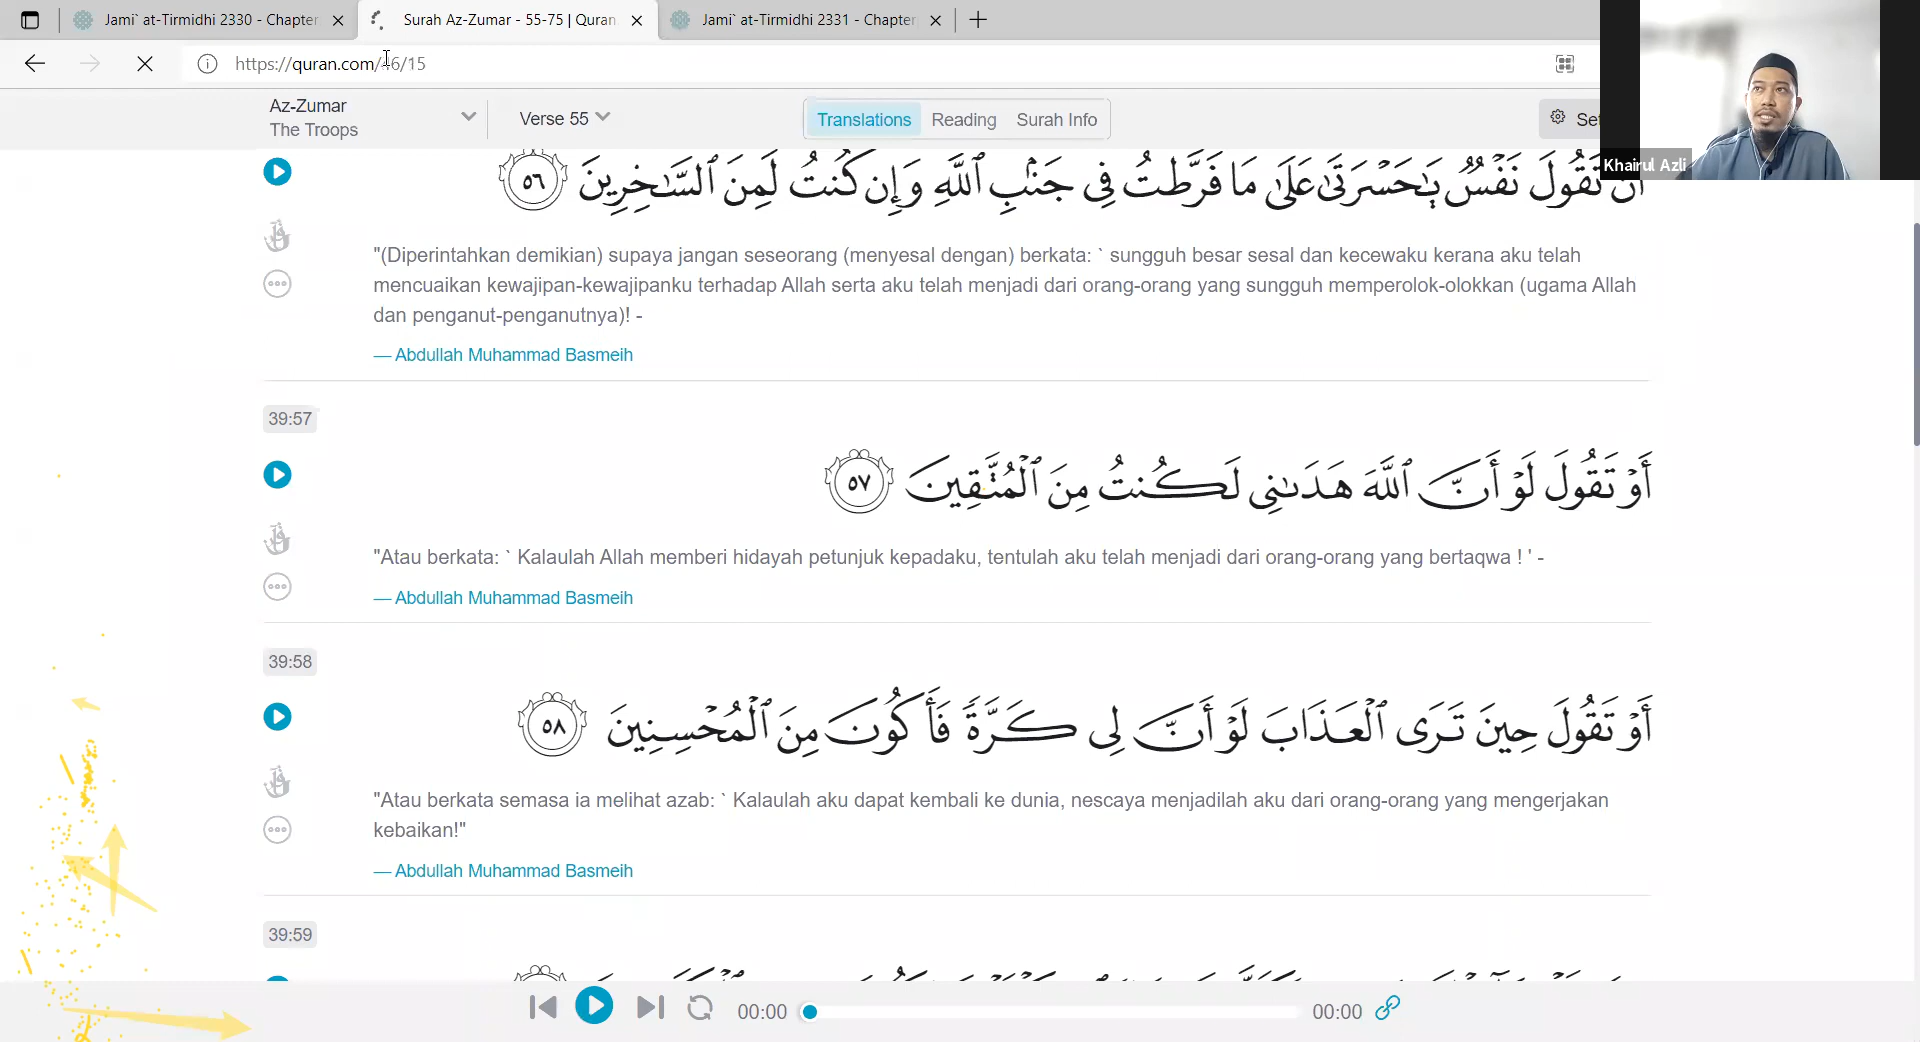 Jami` at-Tirmidhi 2330 - Chapter
Surah Az-Zumar - 55-75 | Quran
Jami` at-Tirmidhi 2331 - Chapter
https://quran.com/46/15
Az-Zumar
The Troops
Verse 55
Translations Reading Surah Info
Set
Khairul Azli
أَن تَقُولَ نَفْسٌ يَـٰحَسْرَتَىٰ عَلَىٰ مَا فَرَّطتُ فِى جَنۢبِ ٱللَّهِ وَإِن كُنتُ لَمِنَ ٱلسَّـٰخِرِينَ ٥٦
"(Diperintahkan demikian) supaya jangan seseorang (menyesal dengan) berkata: ` sungguh besar sesal dan kecewaku kerana aku telah
mencuaikan kewajipan-kewajipanku terhadap Allah serta aku telah menjadi dari orang-orang yang sungguh memperolok-olokkan (ugama Allah
dan penganut-penganutnya)! -
— Abdullah Muhammad Basmeih
39:57
أَوْ تَقُولَ لَوْ أَنَّ ٱللَّهَ هَدَىٰنِى لَكُنتُ مِنَ ٱلْمُتَّقِينَ ٥٧
"Atau berkata: ` Kalaulah Allah memberi hidayah petunjuk kepadaku, tentulah aku telah menjadi dari orang-orang yang bertaqwa ! ' -
— Abdullah Muhammad Basmeih
39:58
أَوْ تَقُولَ حِينَ تَرَى ٱلْعَذَابَ لَوْ أَنَّ لِى كَرَّةً فَأَكُونَ مِنَ ٱلْمُحْسِنِينَ ٥٨
"Atau berkata semasa ia melihat azab: ` Kalaulah aku dapat kembali ke dunia, nescaya menjadilah aku dari orang-orang yang mengerjakan
kebaikan!"
— Abdullah Muhammad Basmeih
39:59
00:00
00:00